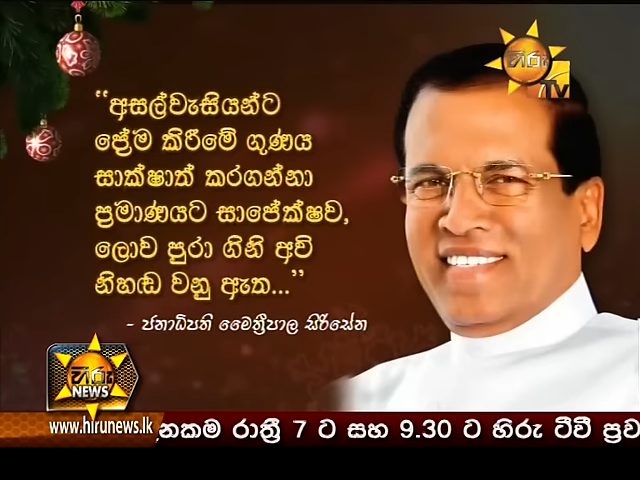 හිරු
TV
“අසල්වැසියන්ට
ප්‍රේම කිරීමේ ගුණය
සාක්ෂාත් කරගන්නා
ප්‍රමාණයට සාපේක්ෂව,
ලොව පුරා ගිනි අවි
නිහඬ වනු ඇත...”
- ජනාධිපති මෛත්‍රීපාල සිරිසේන
හිරු
NEWS
www.hirunews.lk
දිනකම රාත්‍රී 7 ට සහ 9.30 ට හිරු ටීවී ප්‍රව